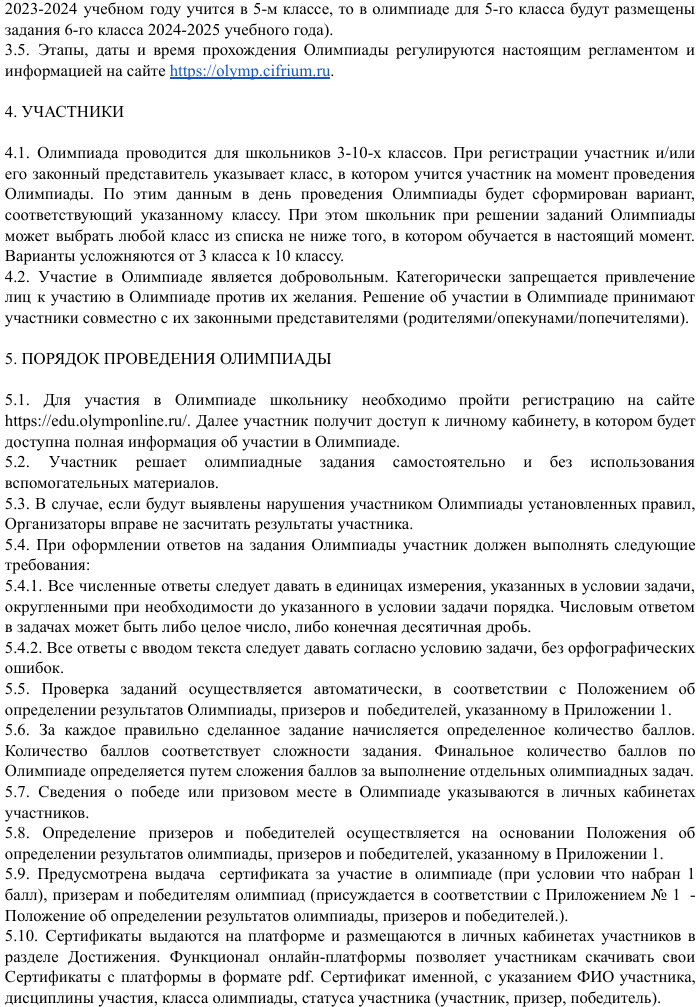 2023-2024 учебном году учится в 5-м классе, то в олимпиаде для 5-го класса будут размещены
задания 6-го класса 2024-2025 учебного года).
3.5. Этапы, даты и время прохождения Олимпиады регулируются настоящим регламентом и
информацией на сайте https://olymp.cifrium.ru.
4. УЧАСТНИКИ
4.1. Олимпиада проводится для школьников 3-10-х классов. При регистрации участник и/или
его законный представитель указывает класс, в котором учится участник на момент проведения
Олимпиады. По этим данным в день проведения Олимпиады будет сформирован вариант,
соответствующий указанному классу. При этом школьник при решении заданий Олимпиады
может выбрать любой класс из списка не ниже того, в котором обучается в настоящий момент.
Варианты усложняются от 3 класса к 10 классу.
4.2. Участие в Олимпиаде является добровольным. Категорически запрещается привлечение
лиц к участию в Олимпиаде против их желания. Решение об участии в Олимпиаде принимают
участники совместно с их законными представителями (родителями/опекунами/попечителями).
5. ПОРЯДОК ПРОВЕДЕНИЯ ОЛИМПИАДЫ
5.1. Для участия в Олимпиаде школьнику необходимо пройти регистрацию на сайте
https://edu.olymponline.ru/. Далее участник получит доступ к личному кабинету, в котором будет
доступна полная информация об участии в Олимпиаде.
5.2. Участник решает олимпиадные задания самостоятельно и без использования
вспомогательных материалов.
5.3. В случае, если будут выявлены нарушения участником Олимпиады установленных правил,
Организаторы вправе не засчитать результаты участника.
5.4. При оформлении ответов на задания Олимпиады участник должен выполнять следующие
требования:
5.4.1. Все численные ответы следует давать в единицах измерения, указанных в условии задачи,
округленными при необходимости до указанного в условии задачи порядка. Числовым ответом
в задачах может быть либо целое число, либо конечная десятичная дробь.
5.4.2. Все ответы с вводом текста следует давать согласно условию задачи, без орфографических
ошибок.
5.5. Проверка заданий осуществляется автоматически, в соответствии с Положением об
определении результатов Олимпиады, призеров и победителей, указанному в Приложении 1.
5.6. За каждое правильно сделанное задание начисляется определенное количество баллов.
Количество баллов соответствует сложности задания. Финальное количество баллов по
Олимпиаде определяется путем сложения баллов за выполнение отдельных олимпиадных задач.
5.7. Сведения о победе или призовом месте в Олимпиаде указываются в личных кабинетах
участников.
5.8. Определение призеров и победителей осуществляется на основании Положения об
определении результатов олимпиады, призеров и победителей, указанному в Приложении 1.
5.9. Предусмотрена выдача сертификата за участие в олимпиаде (при условии что набран 1
балл), призерам и победителям олимпиад (присуждается в соответствии с Приложением № 1 -
Положение об определении результатов олимпиады, призеров и победителей.).
5.10. Сертификаты выдаются на платформе и размещаются в личных кабинетах участников в
разделе Достижения. Функционал онлайн-платформы позволяет участникам скачивать свои
Сертификаты с платформы в формате pdf. Сертификат именной, с указанием ФИО участника,
дисциплины участия, класса олимпиады, статуса участника (участник, призер, победитель).